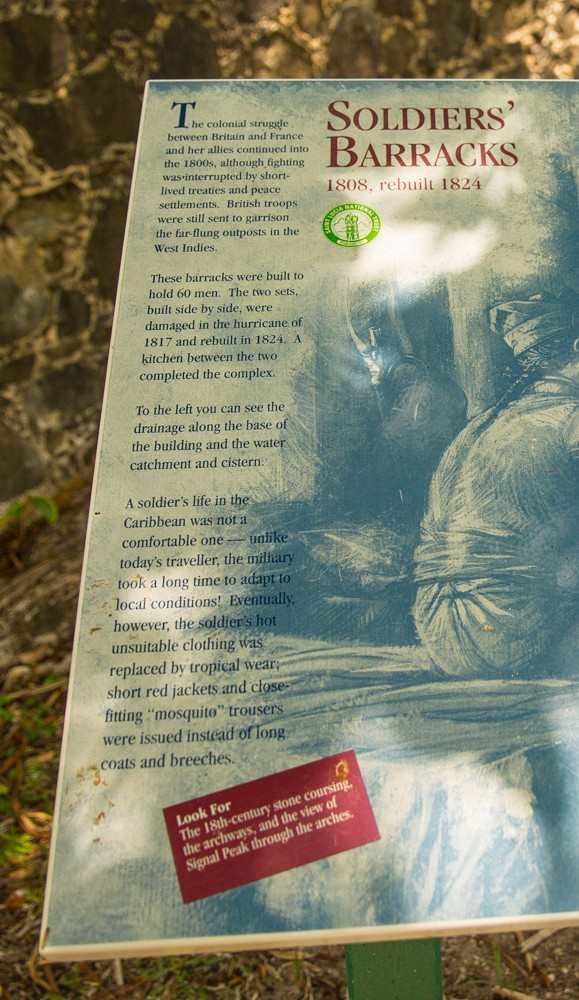 SOLDIERS'
BARRACKS
1808, rebuilt 1824
SAINT LUCIA NATIONAL TRUST
The colonial struggle
between Britain and France
and her allies continued into
the 1800s, although fighting
was interrupted by short-
lived treaties and peace
settlements. British troops
were still sent to garrison
the far-flung outposts in the
West Indies.
These barracks were built to
hold 60 men. The two sets,
built side by side, were
damaged in the hurricane of
1817 and rebuilt in 1824. A
kitchen between the two
completed the complex.
To the left you can see the
drainage along the base of
the building and the water
catchment and cistern.
A soldier's life in the
Caribbean was not a
comfortable one — unlike
today's traveller, the military
took a long time to adapt to
local conditions! Eventually,
however, the soldier's hot
unsuitable clothing was
replaced by tropical wear;
short red jackets and close-
fitting "mosquito" trousers
were issued instead of long
coats and breeches.
Look For
The 18th-century stone coursing,
the archways, and the view of
Signal Peak through the arches.